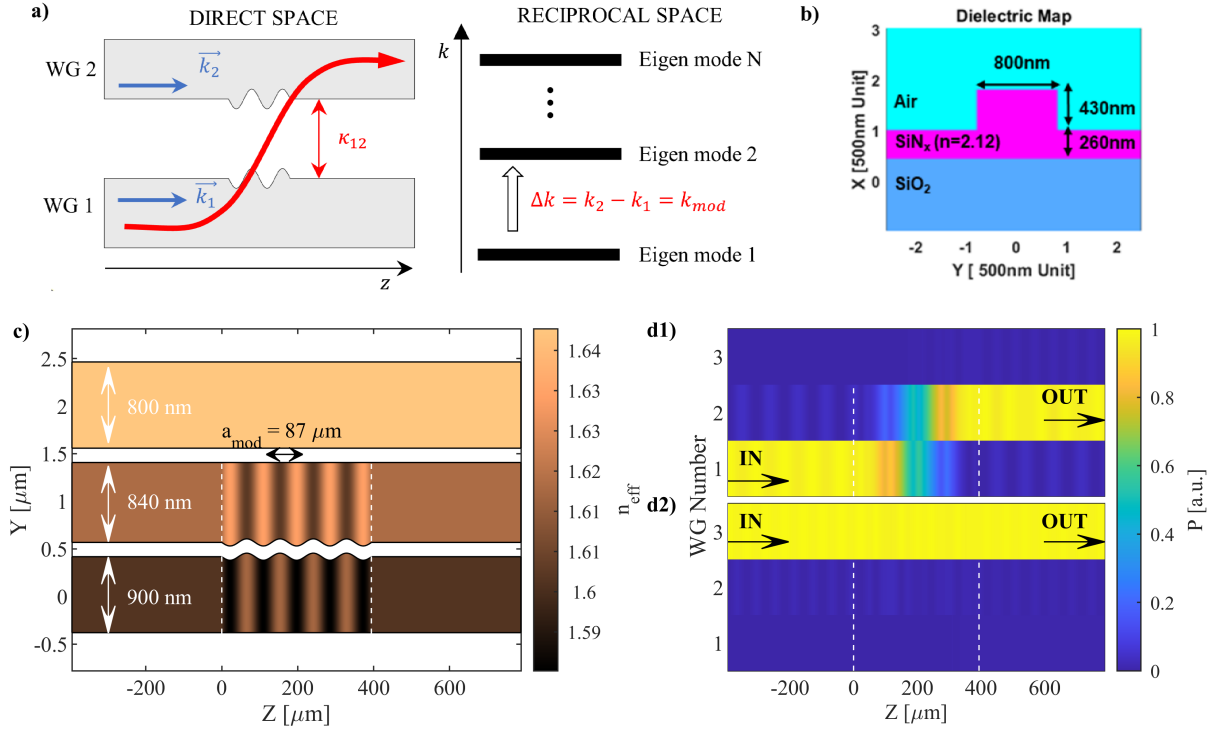 a)
DIRECT SPACE
WG 2
k₂
κ₁₂
WG 1
k₁
z
RECIPROCAL SPACE
k
Eigen mode N
Eigen mode 2
Δk = k₂ − k₁ = k_mod
Eigen mode 1
b)
Dielectric Map
X [500nm Unit]
3
2
1
0
800nm
Air
430nm
SiNₓ (n=2.12)
260nm
SiO₂
-2
-1
0
1
2
Y [ 500nm Unit]
c)
Y [μm]
2.5
2
1.5
1
0.5
0
-0.5
800 nm
a_mod = 87 μm
840 nm
900 nm
-200
0
200
400
600
Z [μm]
1.64
1.63
1.62
1.61
1.61
1.6
1.59
n_eff
d1)
3
2
1
OUT
IN
WG Number
d2)
3
2
1
IN
OUT
-200
0
200
400
600
Z [μm]
1
0.8
0.6
0.4
0.2
0
P [a.u.]